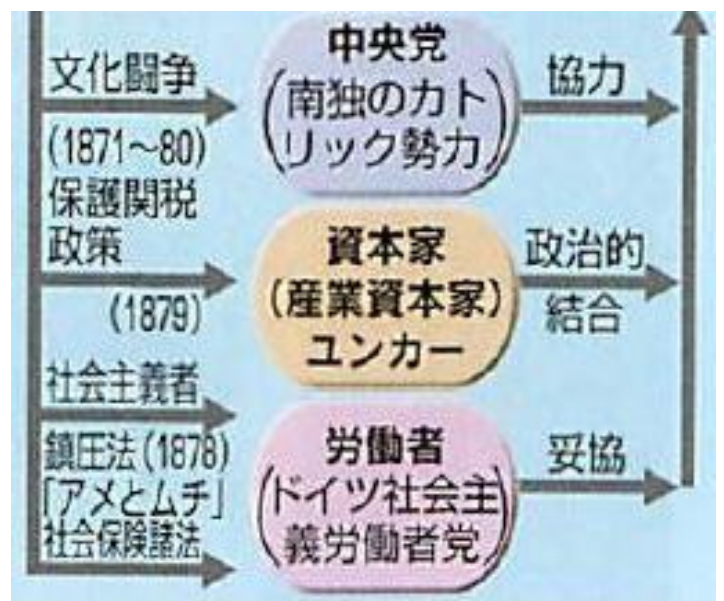 文化闘争
(1871〜80)
中央党
(南独のカト
リック勢力)
協力
保護関税
政策
(1879)
資本家
(産業資本家)
ユンカー
政治的
結合
社会主義者
鎮圧法(1878)
「アメとムチ」
社会保険諸法
労働者
(ドイツ社会主
義労働者党)
妥協